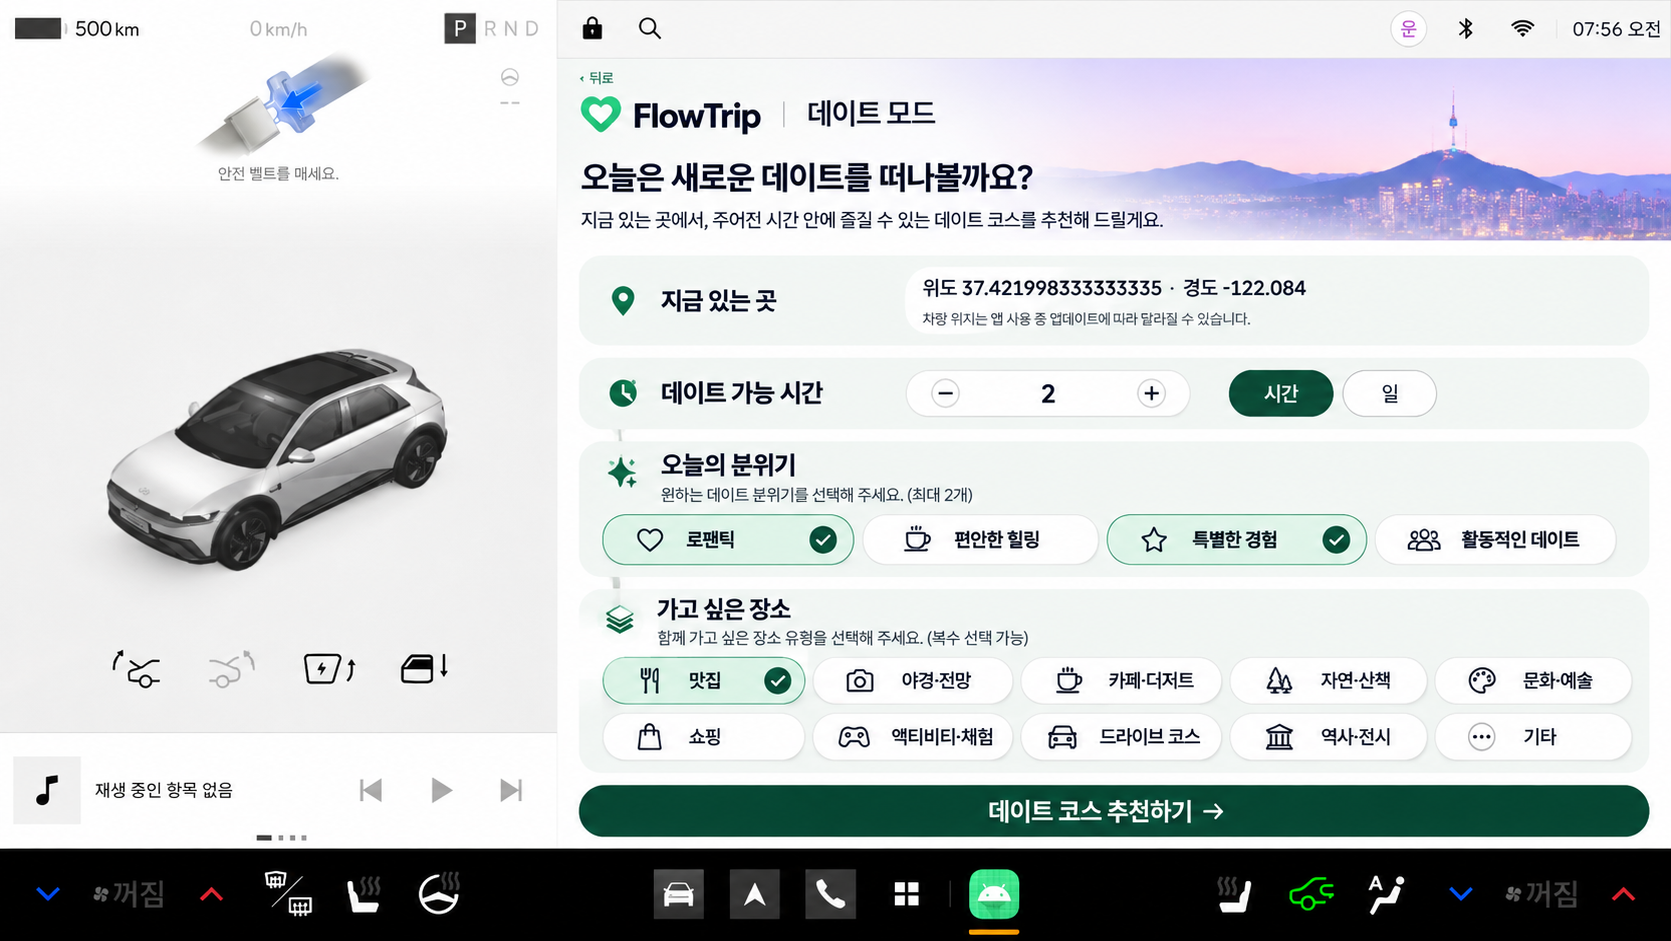 500 km
0 km/h
P R N D
안전 벨트를 매세요.
재생 중인 항목 없음
운
07:56 오전
‹ 뒤로
FlowTrip | 데이트 모드
오늘은 새로운 데이트를 떠나볼까요?
지금 있는 곳에서, 주어전 시간 안에 즐길 수 있는 데이트 코스를 추천해 드릴게요.
지금 있는 곳
위도 37.421998333333335 · 경도 -122.084
차량 위지는 앱 사용 중 업데이트에 따라 달라질 수 있습니다.
데이트 가능 시간
− 2 +
시간
일
오늘의 분위기
원하는 데이트 분위기를 선택해 주세요. (최대 2개)
로팬틱
편안한 힐링
특별한 경험
활동적인 데이트
가고 싶은 장소
함께 가고 싶은 장소 유형을 선택해 주세요. (복수 선택 가능)
맛집
야경·전망
카페·더저트
자연·산책
문화·예술
쇼핑
액티비티·채험
드라이브 코스
역사·전시
기타
데이트 코스 추천하기 →
꺼짐
A
꺼짐